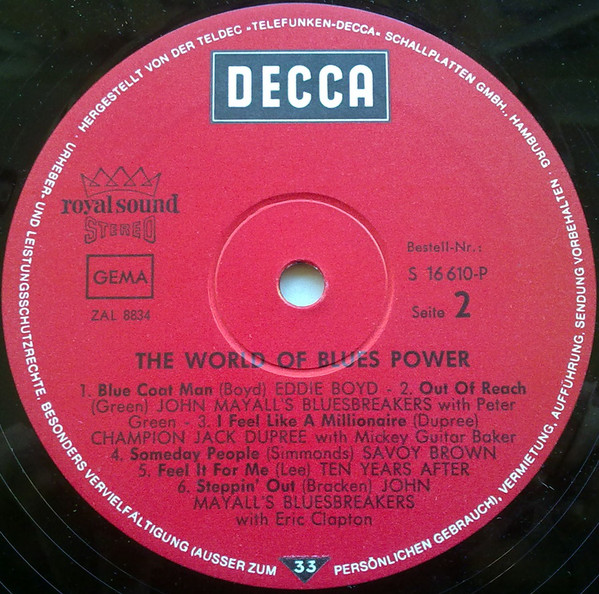 URHEBER- UND LEISTUNGSSCHUTZRECHTE, BESONDERS VERVIELFÄLTIGUNG (AUSSER ZUM PERSÖNLICHEN GEBRAUCH), VERMIETUNG, AUFFÜHRUNG, SENDUNG VORBEHALTEN · HERGESTELLT VON DER TELDEC »TELEFUNKEN-DECCA« SCHALLPLATTEN GMBH., HAMBURG ·
DECCA
royal sound
STEREO
GEMA
ZAL 8834
Bestell-Nr.:
S 16 610-P
Seite 2
THE WORLD OF BLUES POWER
1. Blue Coat Man (Boyd) EDDIE BOYD - 2. Out Of Reach
(Green) JOHN MAYALL'S BLUESBREAKERS with Peter
Green - 3. I Feel Like A Millionaire (Dupree)
CHAMPION JACK DUPREE with Mickey Guitar Baker
4. Someday People (Simmonds) SAVOY BROWN
5. Feel It For Me (Lee) TEN YEARS AFTER
6. Steppin' Out (Bracken) JOHN
MAYALL'S BLUESBREAKERS
with Eric Clapton
33